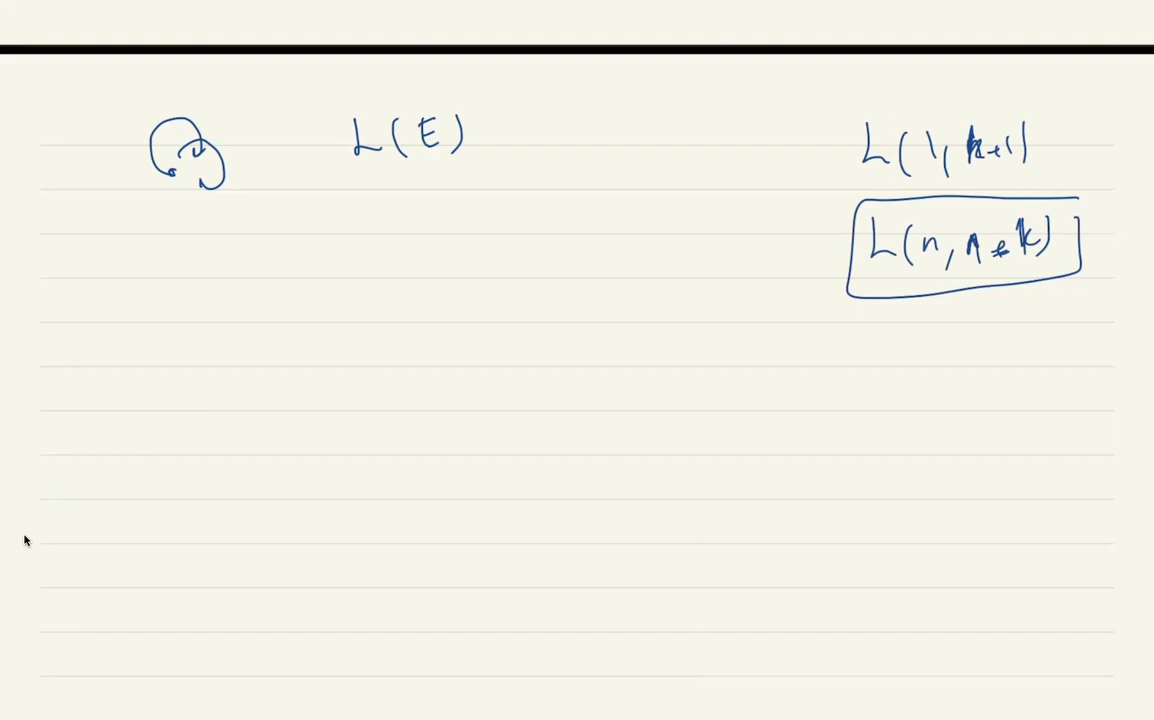 L(E)
L(1, k+1)
L(n, n+k)